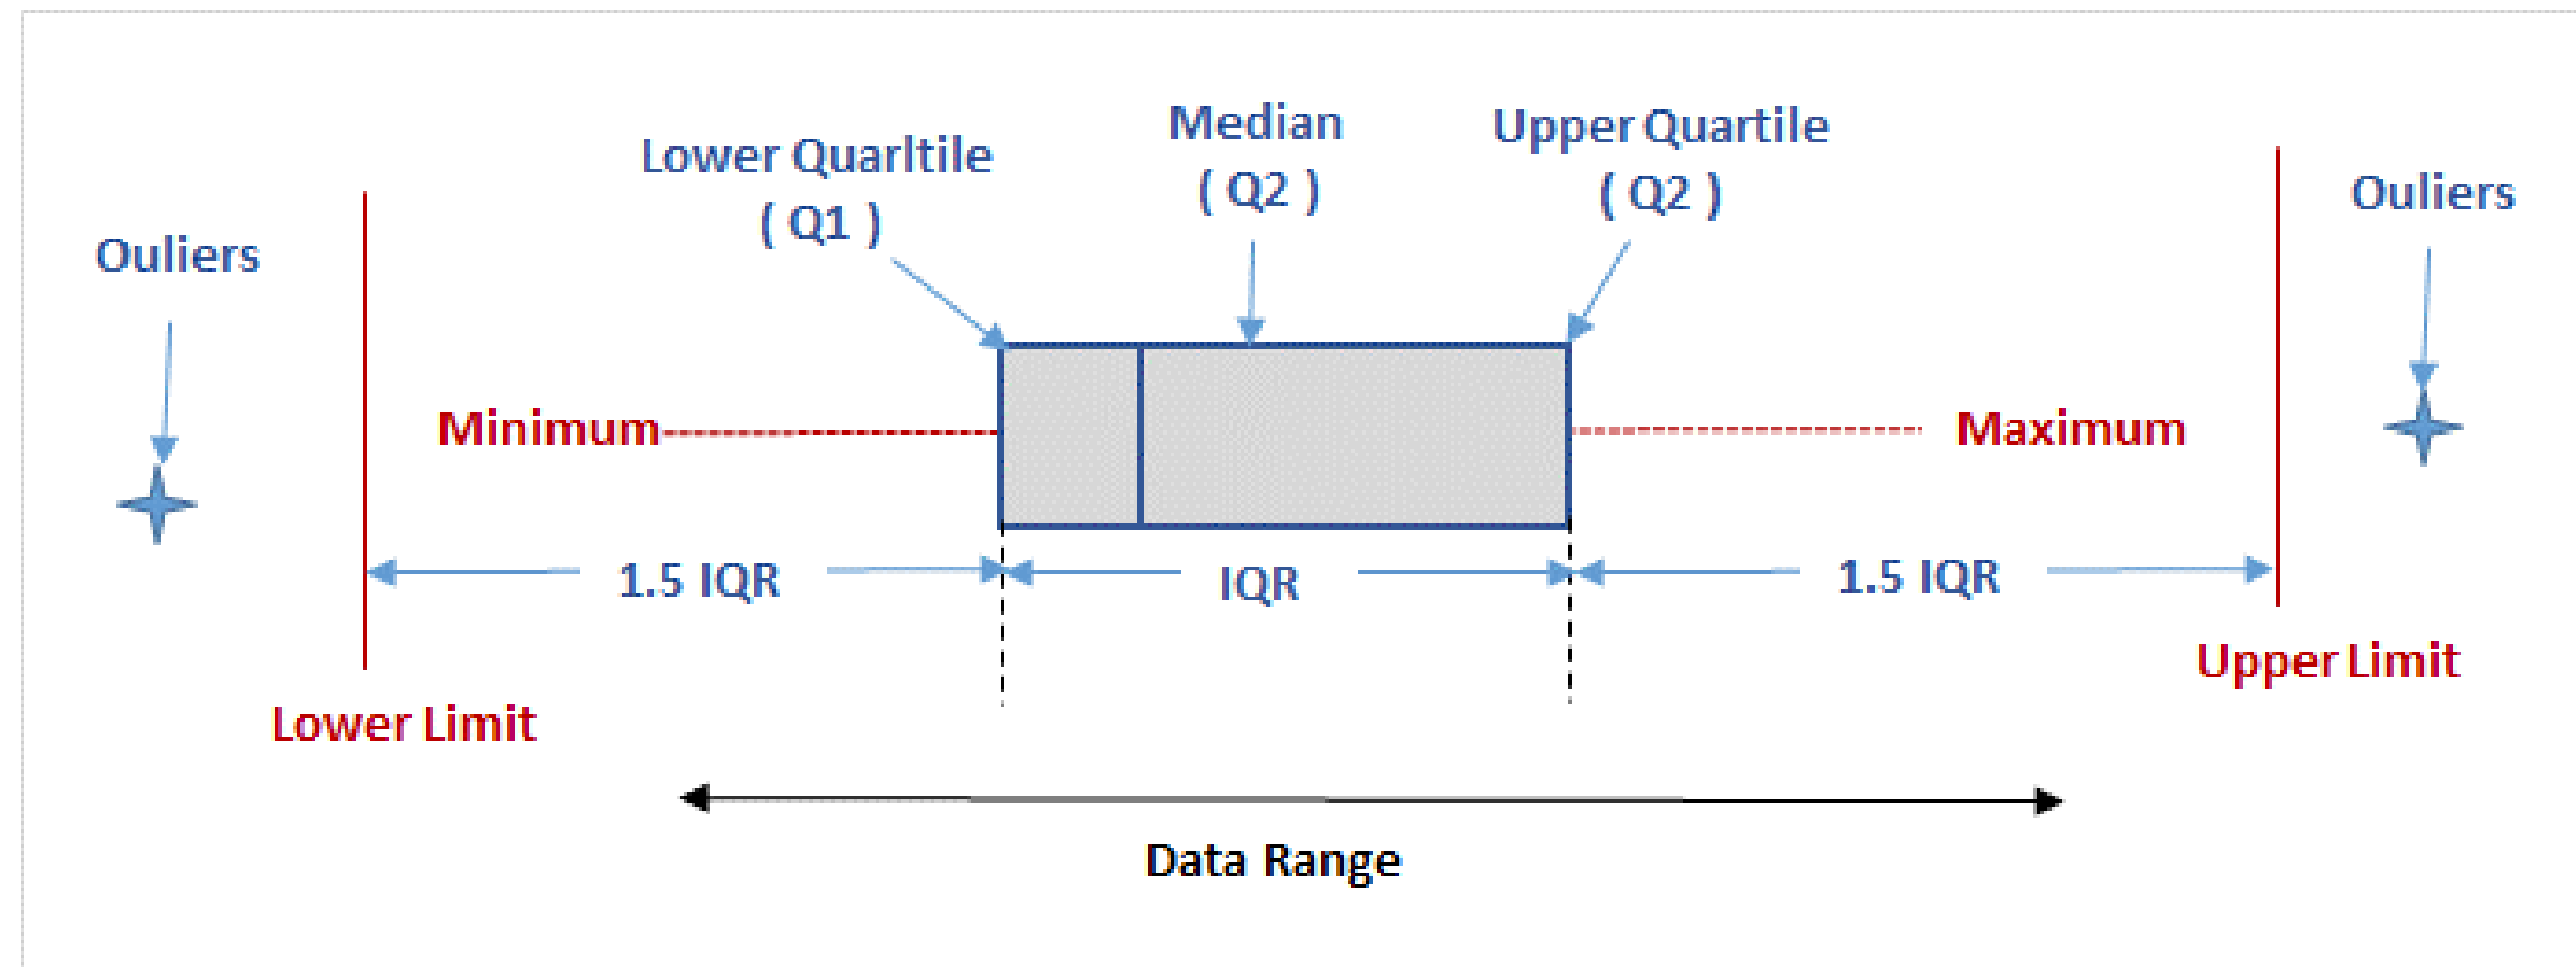 Median
Upper Quartile
Lower Quarltile
( Q2 )
( Q2 )
Ouliers
( Q1 )
Ouliers
Minimum
Maximum
1.5 IQR
IQR
1.5 IQR
Upper Limit
Lower Limit
Data Range